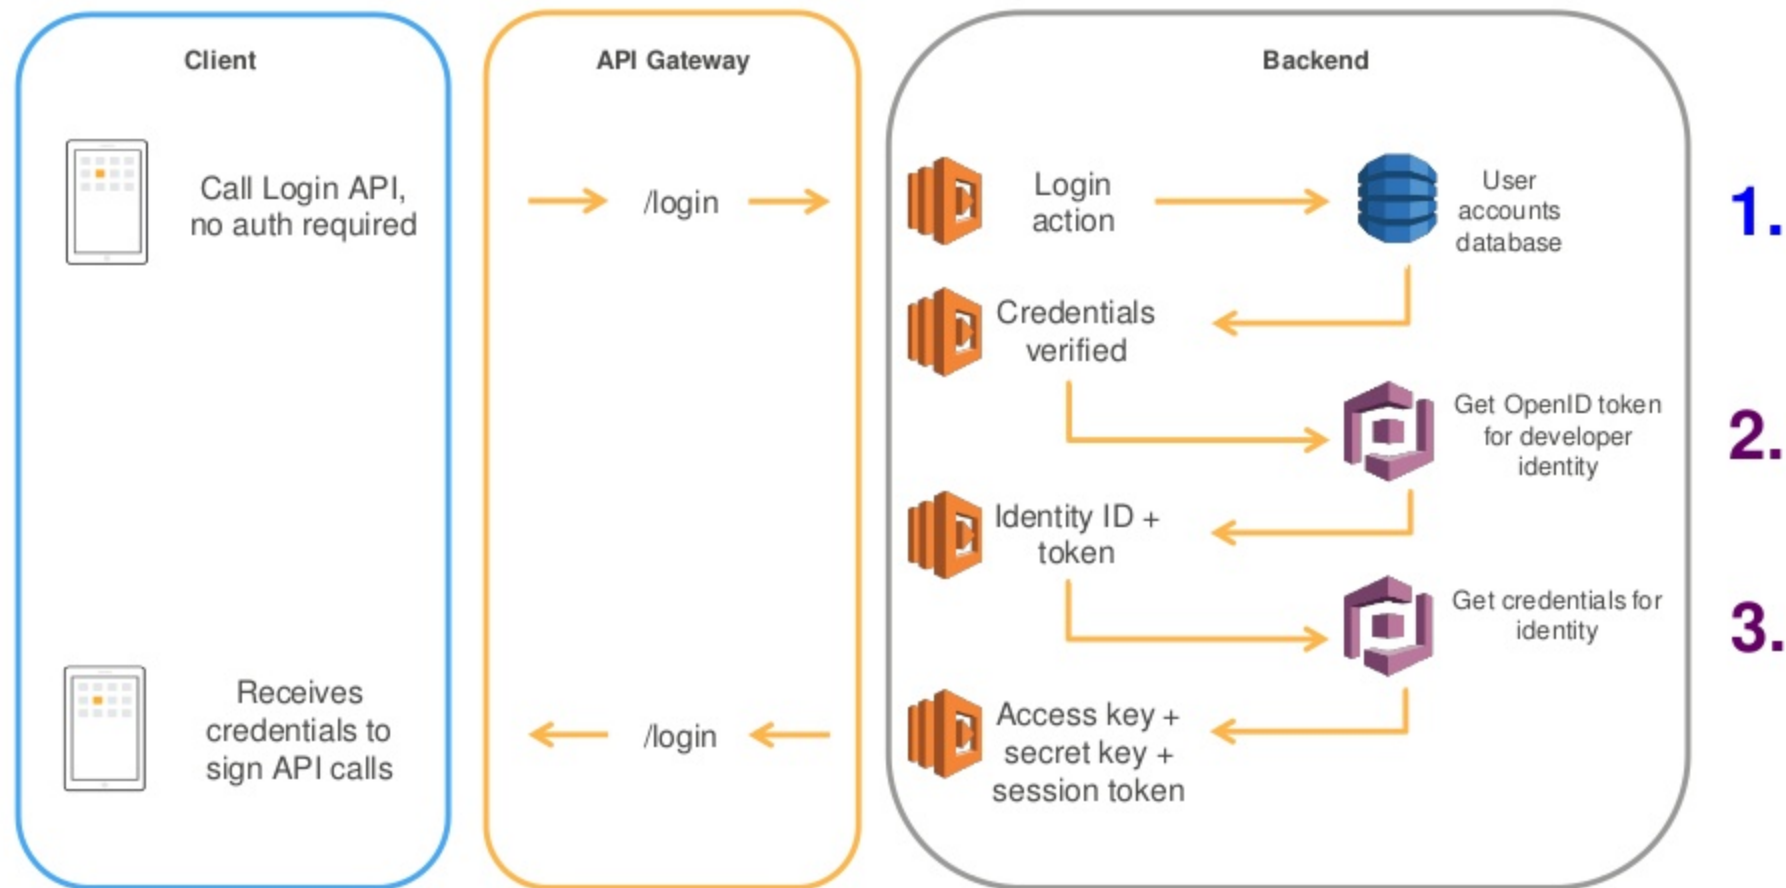 Client
API Gateway
Backend
Call Login API,
no auth required
/login
Login
action
User
accounts
database
1.
Credentials
verified
Get OpenID token
for developer
identity
2.
Identity ID +
token
Get credentials for
identity
3.
Receives
credentials to
sign API calls
/login
Access key +
secret key +
session token